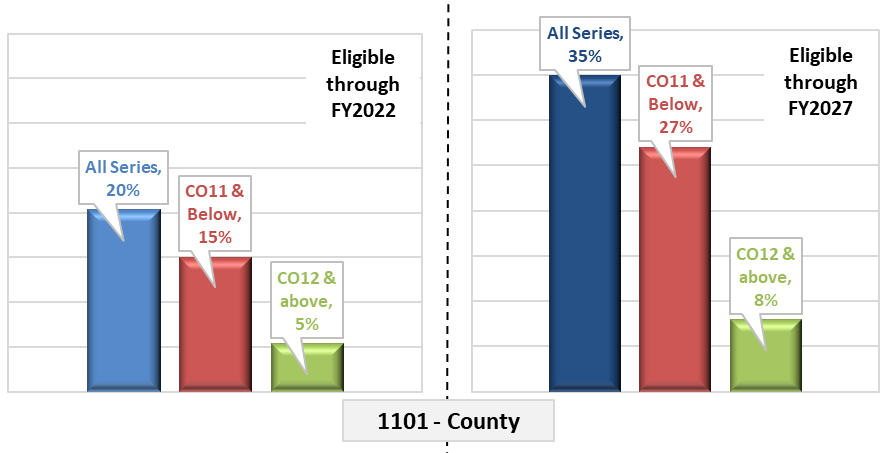 Eligible
through
FY2022
All Series,
20%
CO11 &
Below,
15%
CO12 &
above,
5%
Eligible
through
FY2027
All Series,
35%
CO11 &
Below,
27%
CO12 &
above,
8%
1101 - County